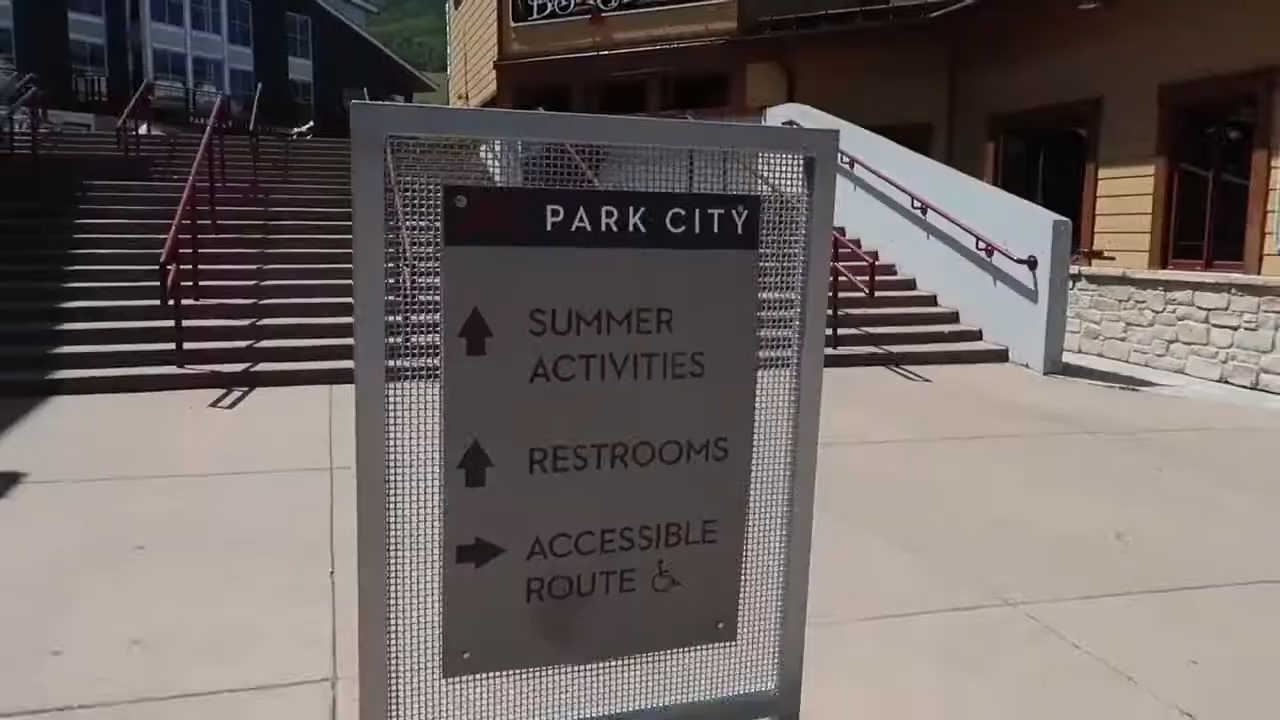 PARK CITY
SUMMER
ACTIVITIES
RESTROOMS
ACCESSIBLE
ROUTE